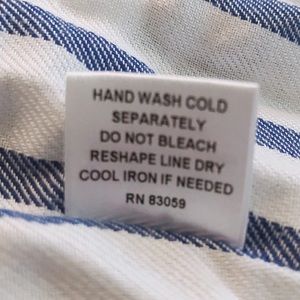 HAND WASH COLD
SEPARATELY
DO NOT BLEACH
RESHAPE LINE DRY
COOL IRON IF NEEDED
RN 83059